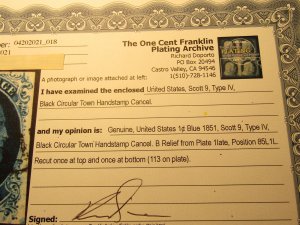 ber: 04202021_018
021
The One Cent Franklin
Plating Archive
Richard Doporto
PO Box 20494
Castro Valley, CA 94546
1(510)-728-1146
A photograph or image attached at left:
I have examined the enclosed United States, Scott 9, Type IV,
Black Circular Town Handstamp Cancel.
and my opinion is: Genuine, United States 1¢ Blue 1851, Scott 9, Type IV,
Black Circular Town Handstamp Cancel. B Relief from Plate 1late, Position 85L1L.
Recut once at top and once at bottom (113 on plate).
Signed: